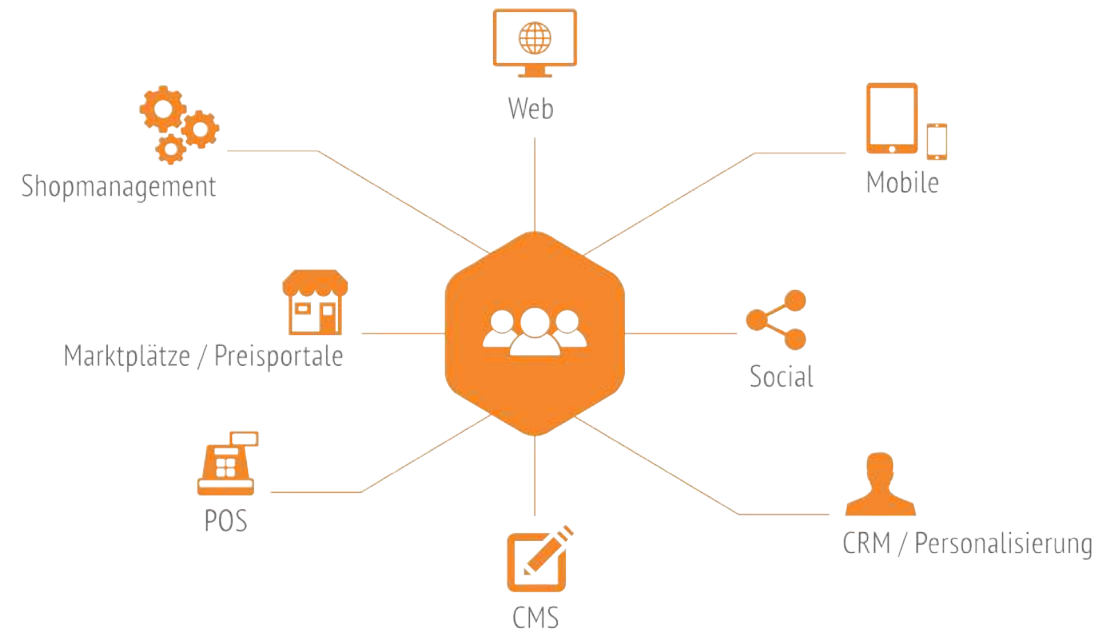 Web
Shopmanagement
Mobile
Marktplätze / Preisportale
Social
POS
CRM / Personalisierung
CMS